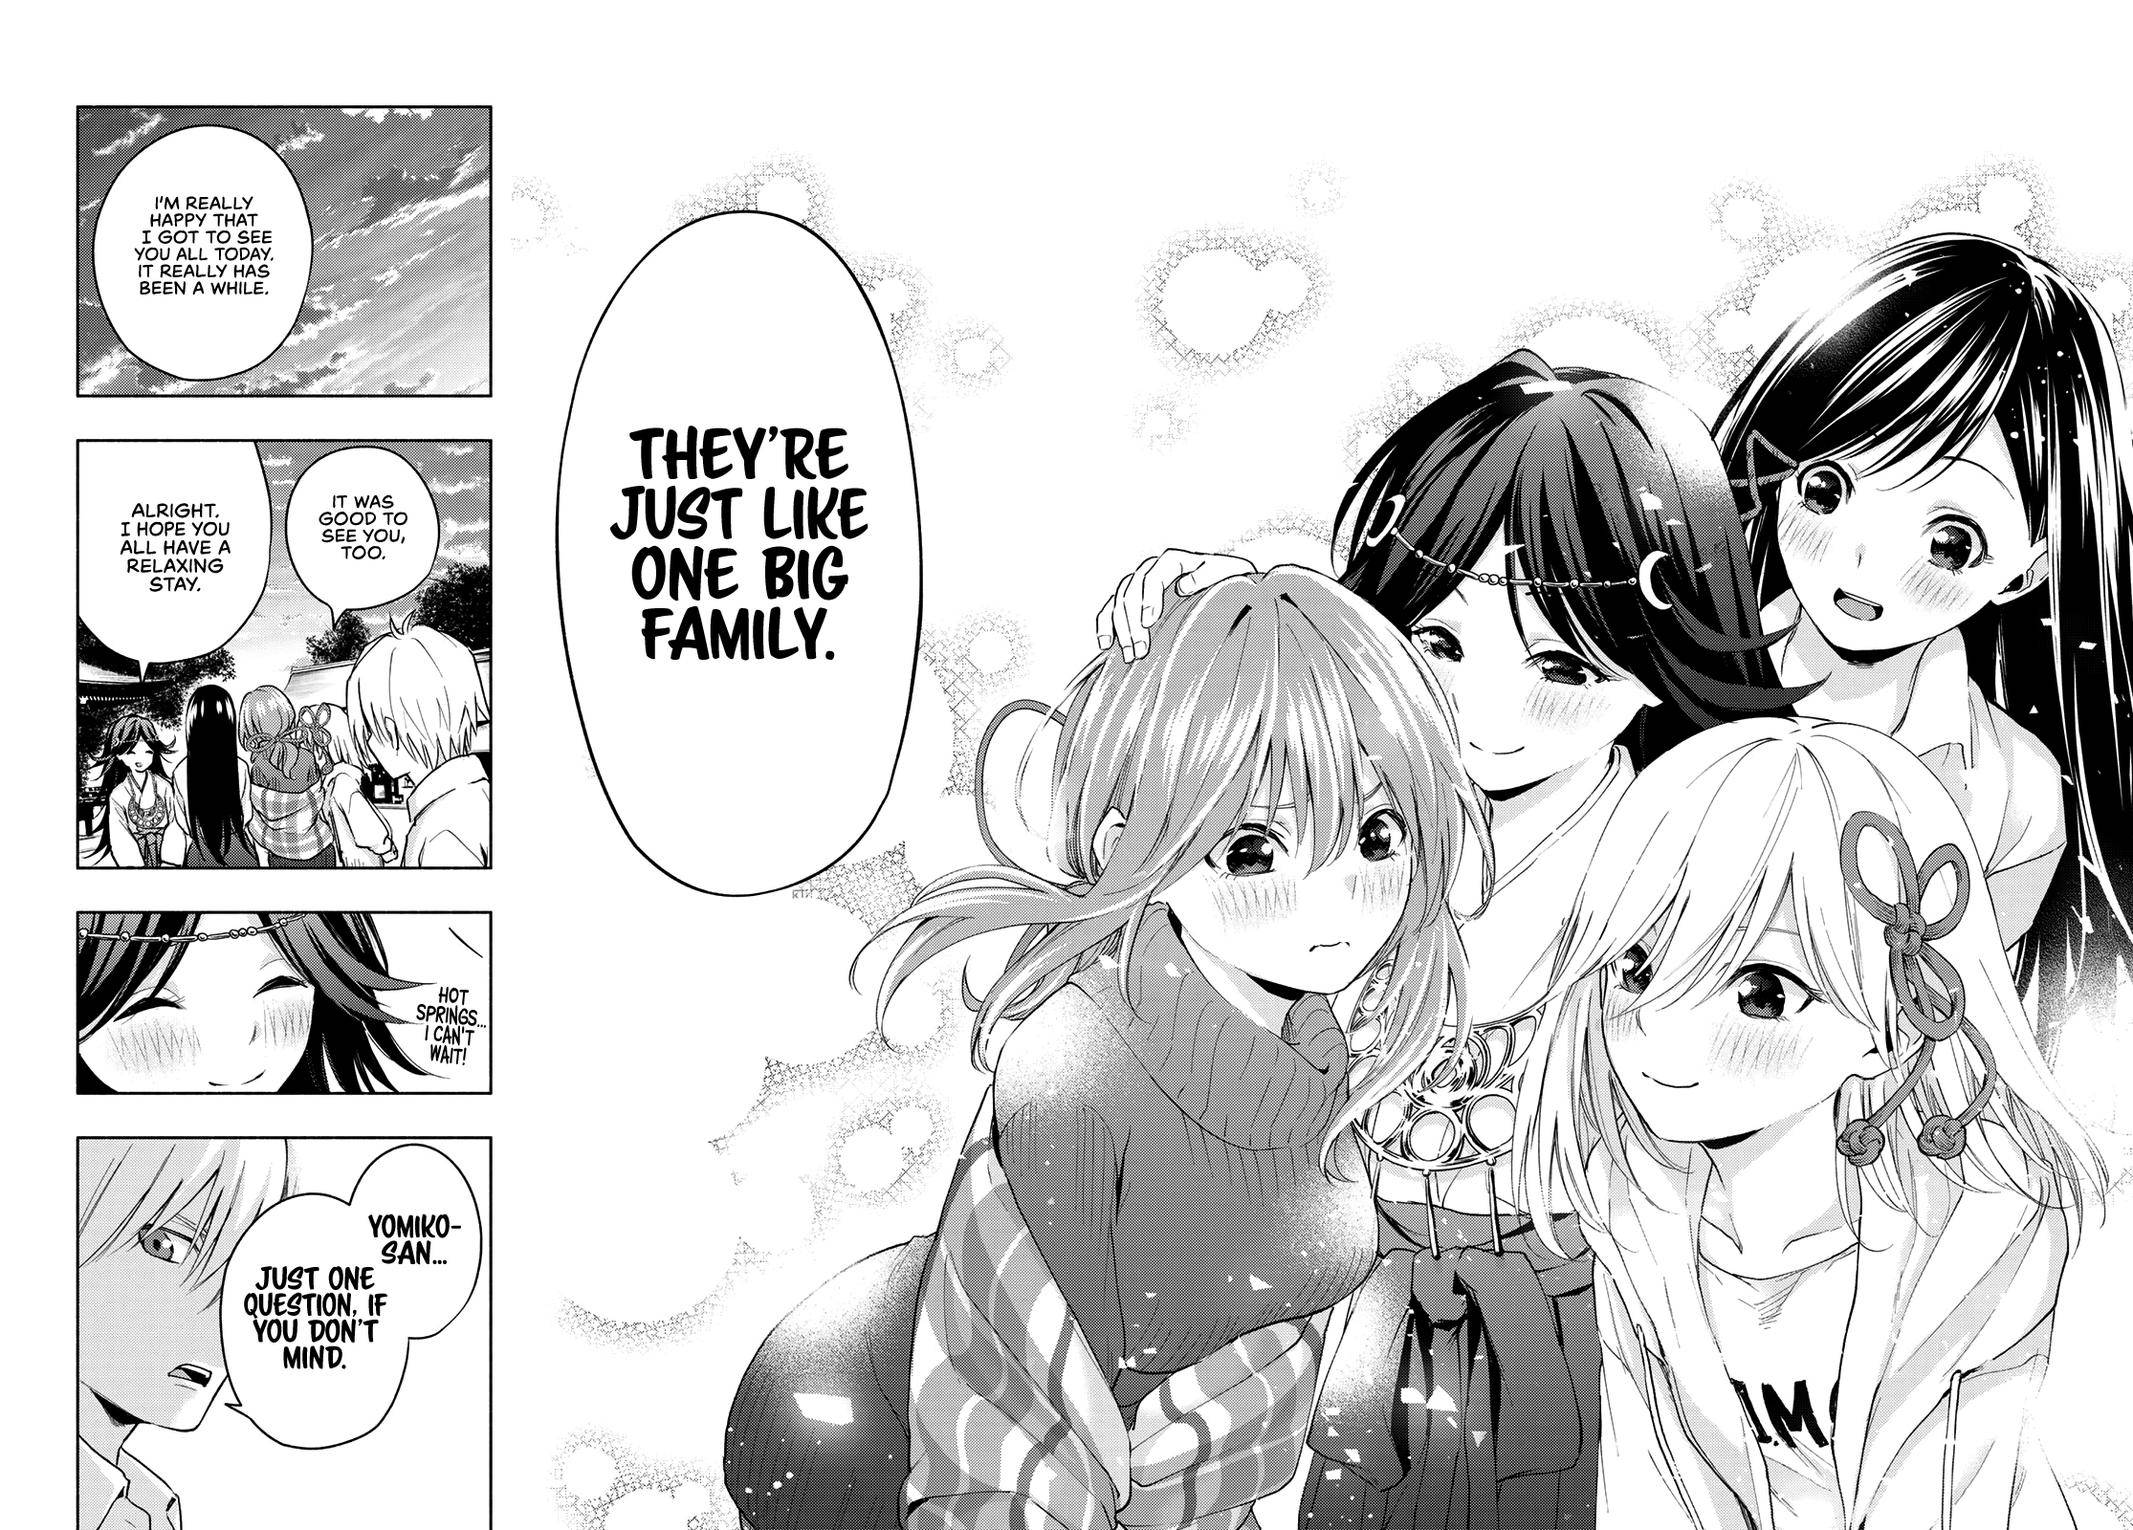 THEY'RE
JUST LIKE
ONE BIG
FAMILY.
I'M REALLY
HAPPY THAT
I GOT TO SEE
YOU ALL TODAY.
IT REALLY HAS
BEEN A WHILE.
IT WAS
GOOD TO
SEE YOU,
TOO.
ALRIGHT.
I HOPE YOU
ALL HAVE A
RELAXING
STAY.
HOT
SPRINGS...
I CAN'T
WAIT!
YOMIKO-
SAN...
JUST ONE
QUESTION, IF
YOU DON'T
MIND.